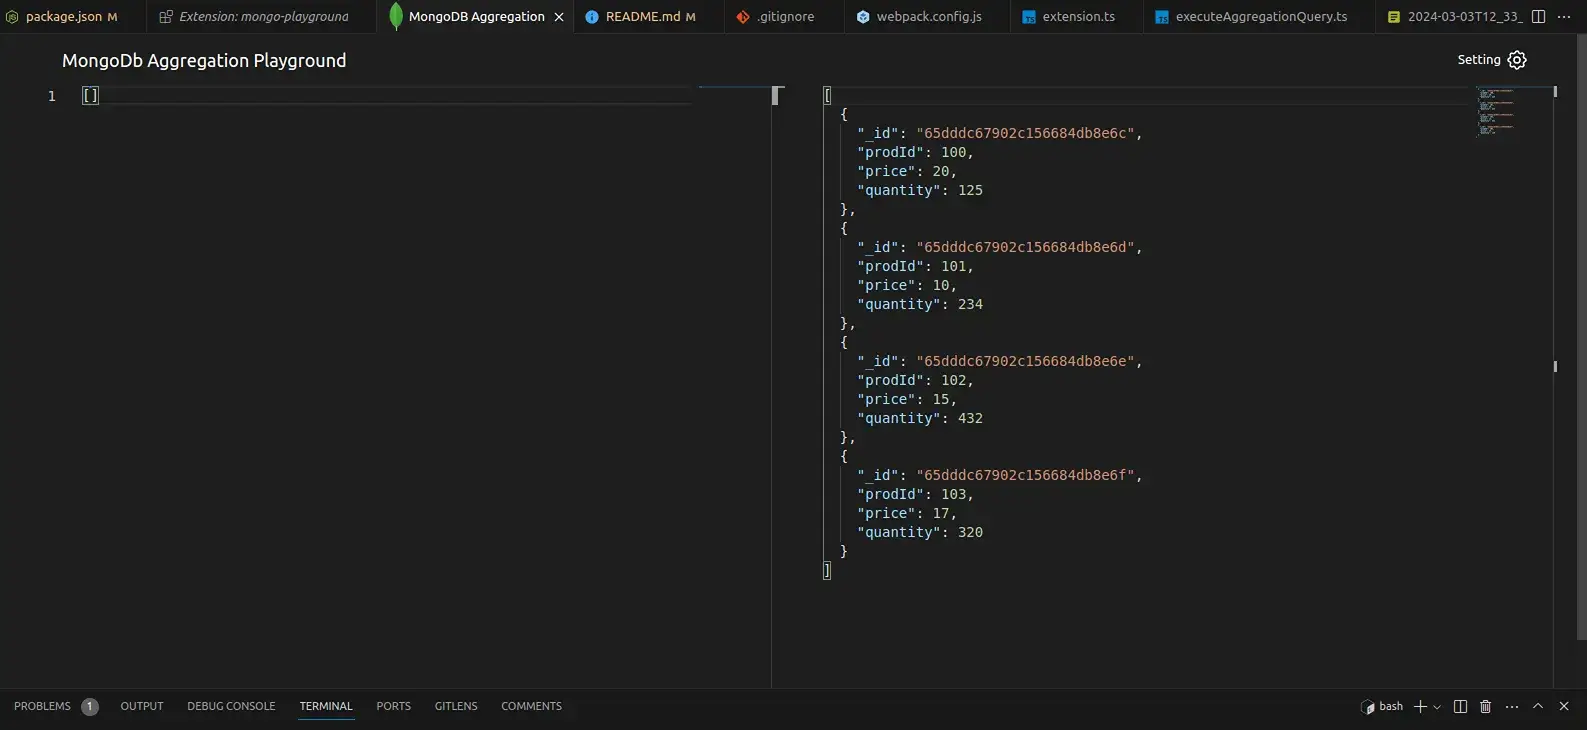 package.json M Extension: mongo-playground MongoDB Aggregation README.md M .gitignore webpack.config.js extension.ts executeAggregationQuery.ts 2024-03-03T12_33_
MongoDb Aggregation Playground
Setting
1 []
[
{
"_id": "65dddc67902c156684db8e6c",
"prodId": 100,
"price": 20,
"quantity": 125
},
{
"_id": "65dddc67902c156684db8e6d",
"prodId": 101,
"price": 10,
"quantity": 234
},
{
"_id": "65dddc67902c156684db8e6e",
"prodId": 102,
"price": 15,
"quantity": 432
},
{
"_id": "65dddc67902c156684db8e6f",
"prodId": 103,
"price": 17,
"quantity": 320
}
]
PROBLEMS 1 OUTPUT DEBUG CONSOLE TERMINAL PORTS GITLENS COMMENTS bash